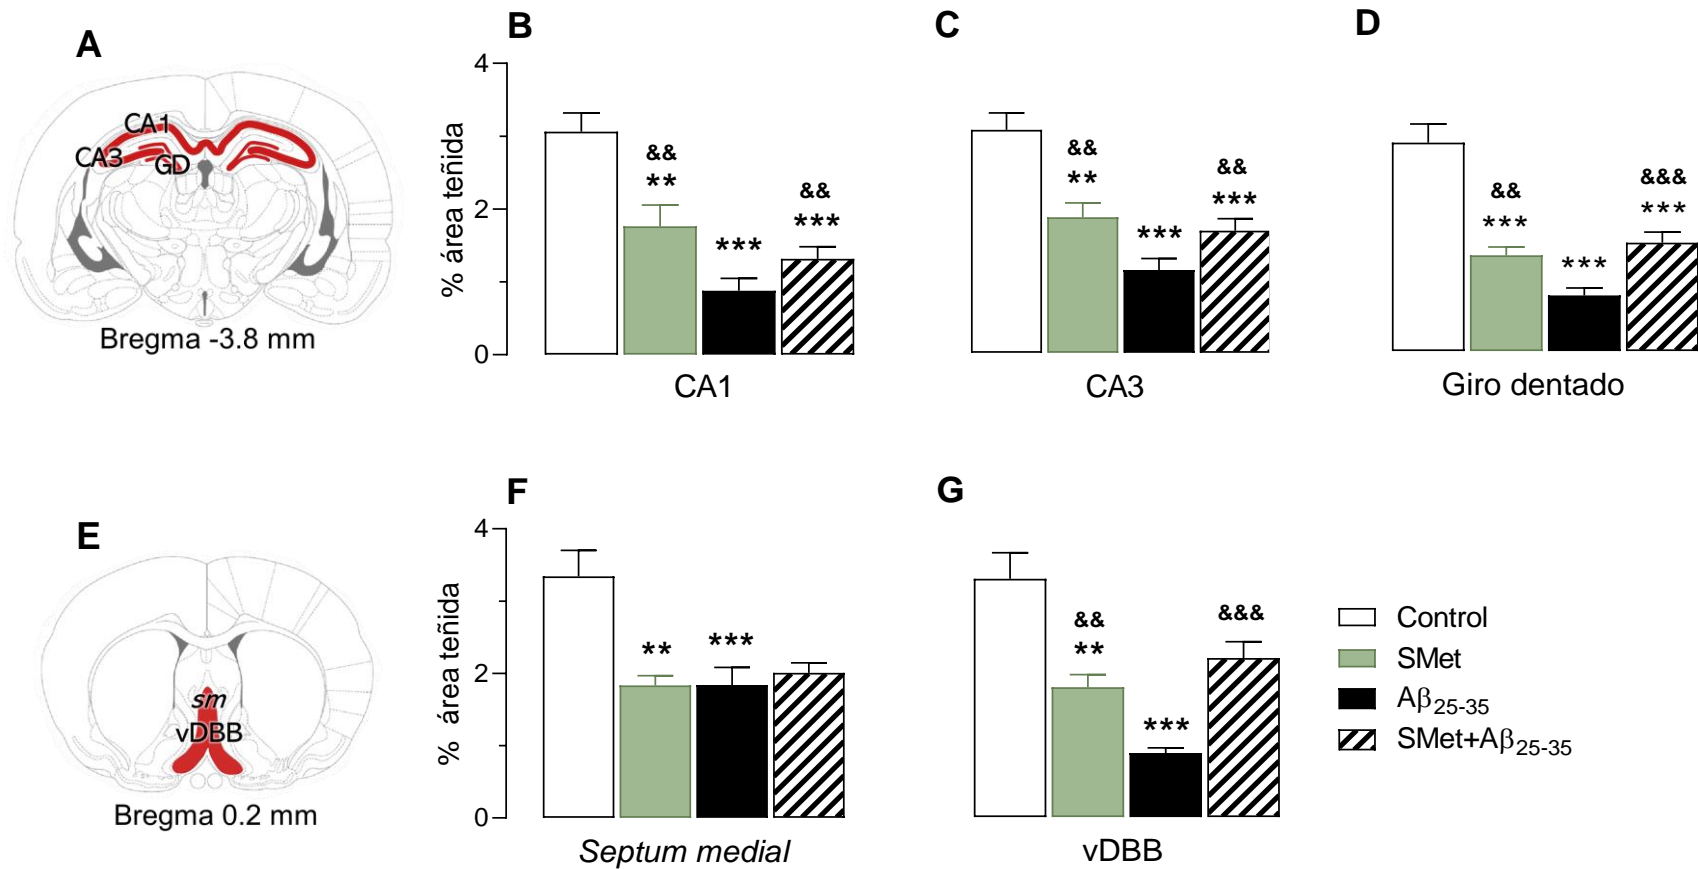 A
CA1
CA3
GD
Bregma -3.8 mm
B
% área teñida
4
2
0
&&
**
***
&&
***
CA1
C
&&
**
***
&&
***
CA3
D
&&
***
***
&&&
***
Giro dentado
E
sm
vDBB
Bregma 0.2 mm
F
% área teñida
4
2
0
**
***
Septum medial
G
&&
**
***
&&&
vDBB
Control
SMet
Aβ25-35
SMet+Aβ25-35